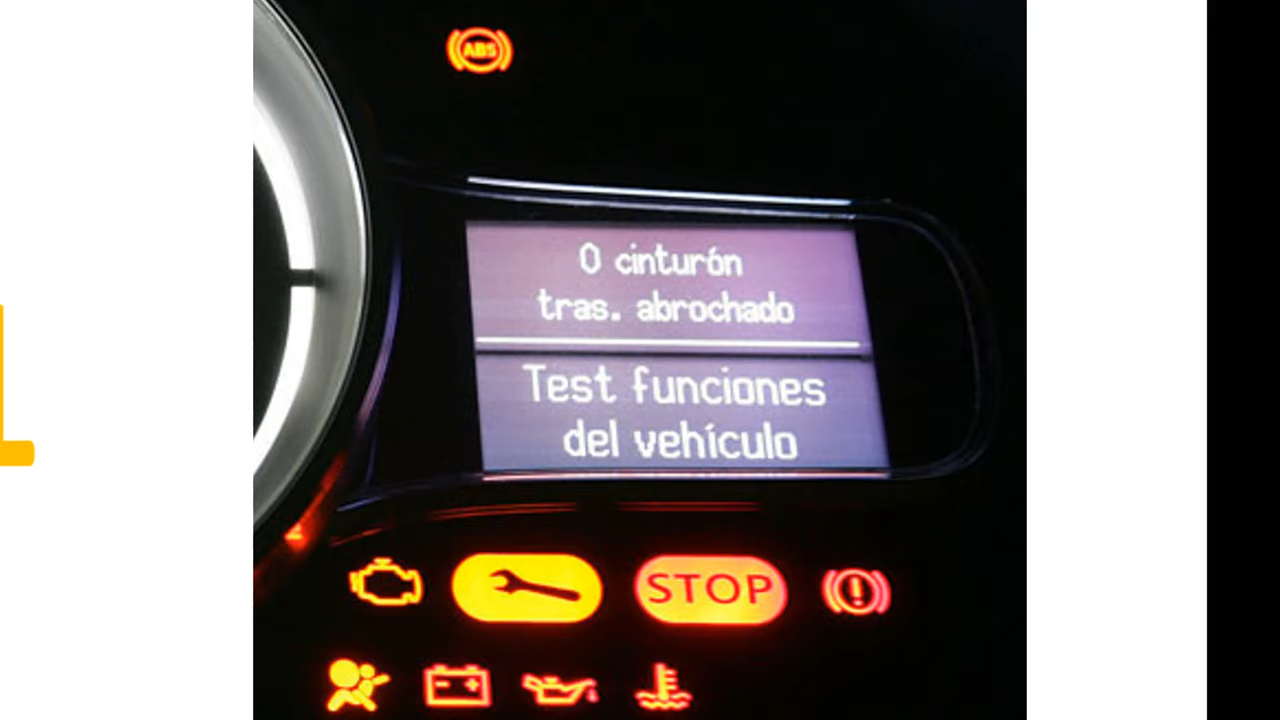 ABS
0 cinturón
tras. abrochado
Test funciones
del vehículo
STOP